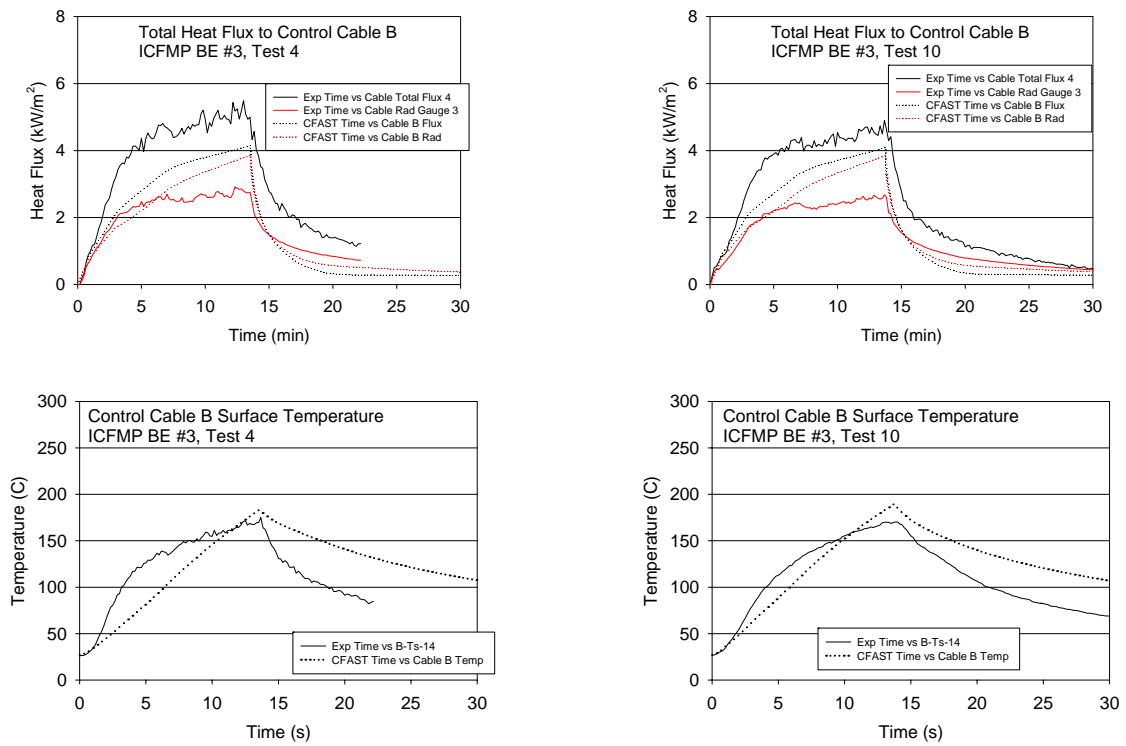 Total Heat Flux to Control Cable B
ICFMP BE #3, Test 4
Exp Time vs Cable Total Flux 4
Exp Time vs Cable Rad Gauge 3
CFAST Time vs Cable B Flux
CFAST Time vs Cable B Rad
Heat Flux (kW/m²)
8
6
4
2
0
0 5 10 15 20 25 30
Time (min)
Total Heat Flux to Control Cable B
ICFMP BE #3, Test 10
Exp Time vs Cable Total Flux 4
Exp Time vs Cable Rad Gauge 3
CFAST Time vs Cable B Flux
CFAST Time vs Cable B Rad
Heat Flux (kW/m²)
8
6
4
2
0
0 5 10 15 20 25 30
Time (min)
Control Cable B Surface Temperature
ICFMP BE #3, Test 4
Temperature (C)
300
250
200
150
100
50
0
Exp Time vs B-Ts-14
CFAST Time vs Cable B Temp
0 5 10 15 20 25 30
Time (s)
Control Cable B Surface Temperature
ICFMP BE #3, Test 10
Temperature (C)
300
250
200
150
100
50
0
Exp Time vs B-Ts-14
CFAST Time vs Cable B Temp
0 5 10 15 20 25 30
Time (s)